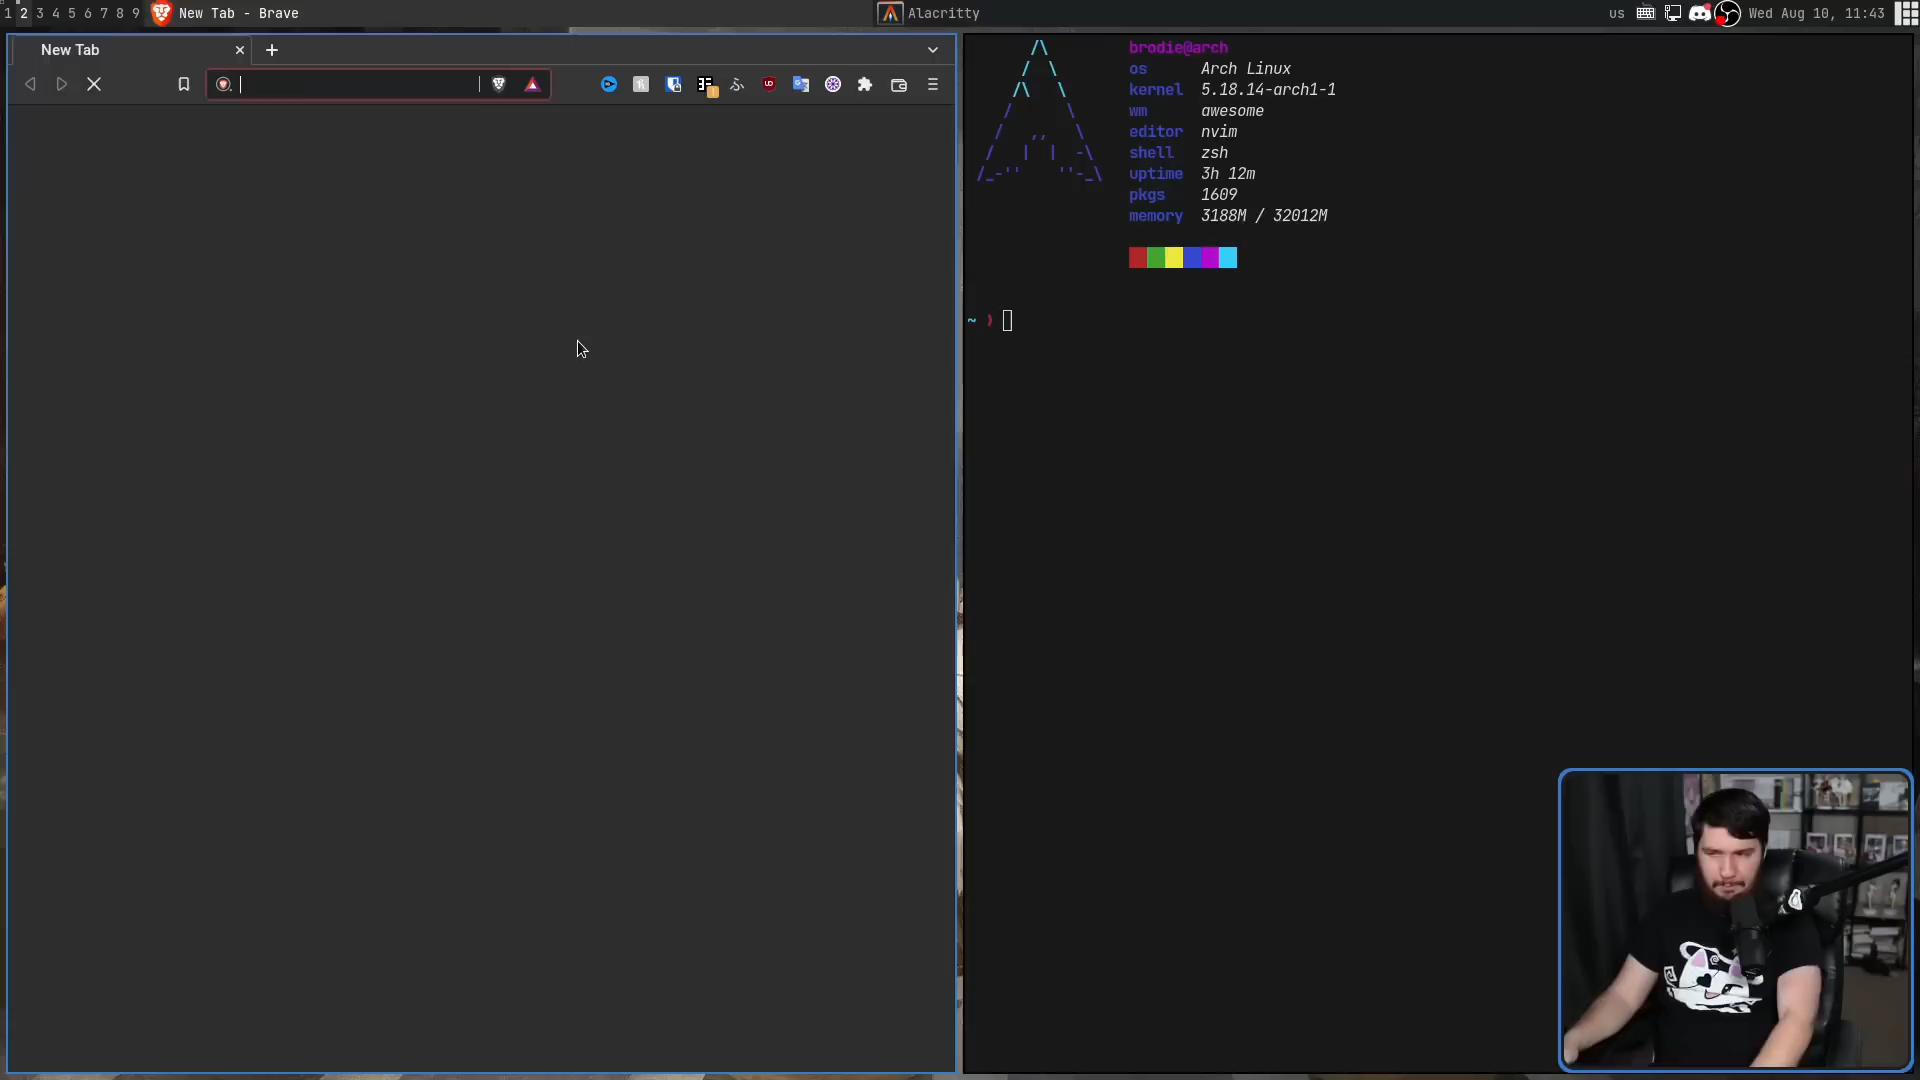 1 2 3 4 5 6 7 8 9 New Tab - Brave
Alacritty
us Wed Aug 10, 11:43
New Tab
brodie@arch
os Arch Linux
kernel 5.18.14-arch1-1
wm awesome
editor nvim
shell zsh
uptime 3h 12m
pkgs 1609
memory 3188M / 32012M
~ ❯